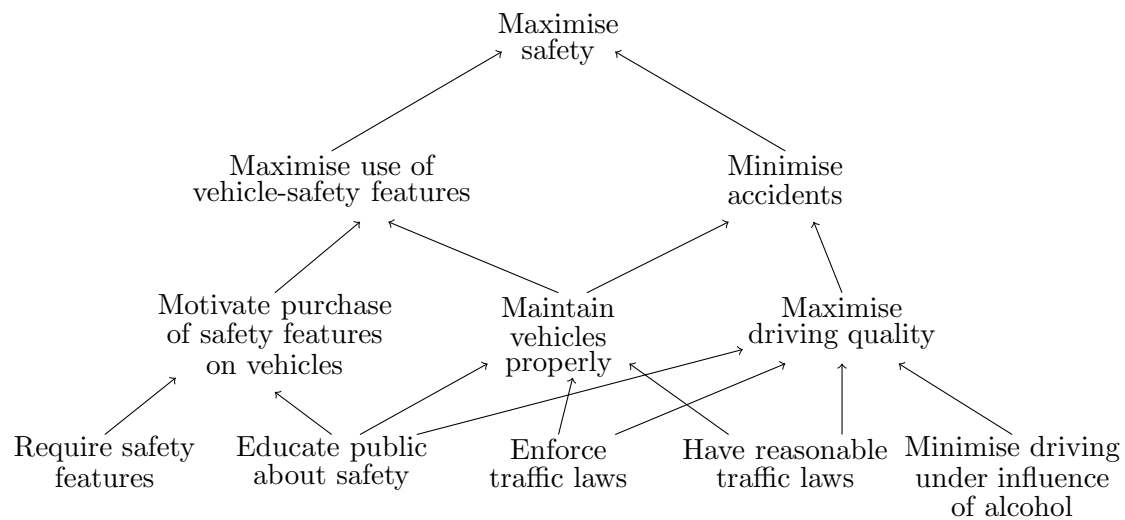 Maximise
safety
Maximise use of
vehicle-safety features
Minimise
accidents
Motivate purchase
of safety features
on vehicles
Maintain
vehicles
properly
Maximise
driving quality
Require safety
features
Educate public
about safety
Enforce
traffic laws
Have reasonable
traffic laws
Minimise driving
under influence
of alcohol